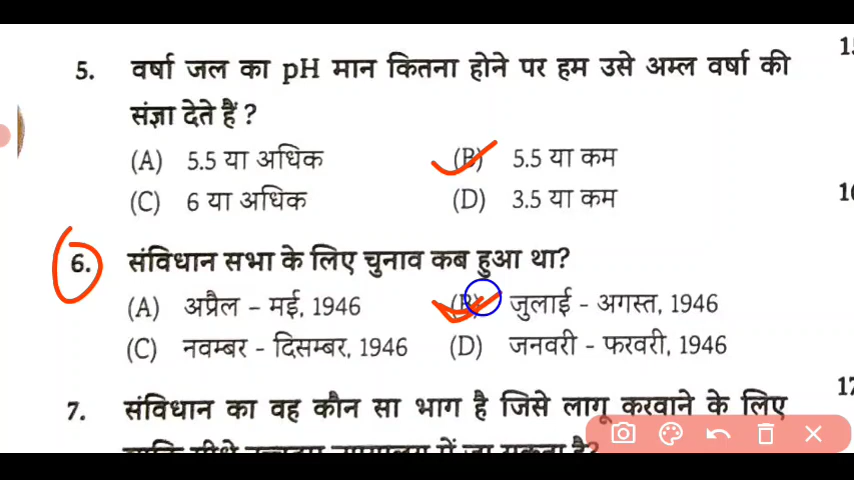 5. वर्षा जल का pH मान कितना होने पर हम उसे अम्ल वर्षा की
संज्ञा देते हैं ?
(A) 5.5 या अधिक (B) 5.5 या कम
(C) 6 या अधिक (D) 3.5 या कम
6. संविधान सभा के लिए चुनाव कब हुआ था?
(A) अप्रैल – मई, 1946 (B) जुलाई - अगस्त, 1946
(C) नवम्बर - दिसम्बर, 1946 (D) जनवरी - फरवरी, 1946
7. संविधान का वह कौन सा भाग है जिसे लागू करवाने के लिए